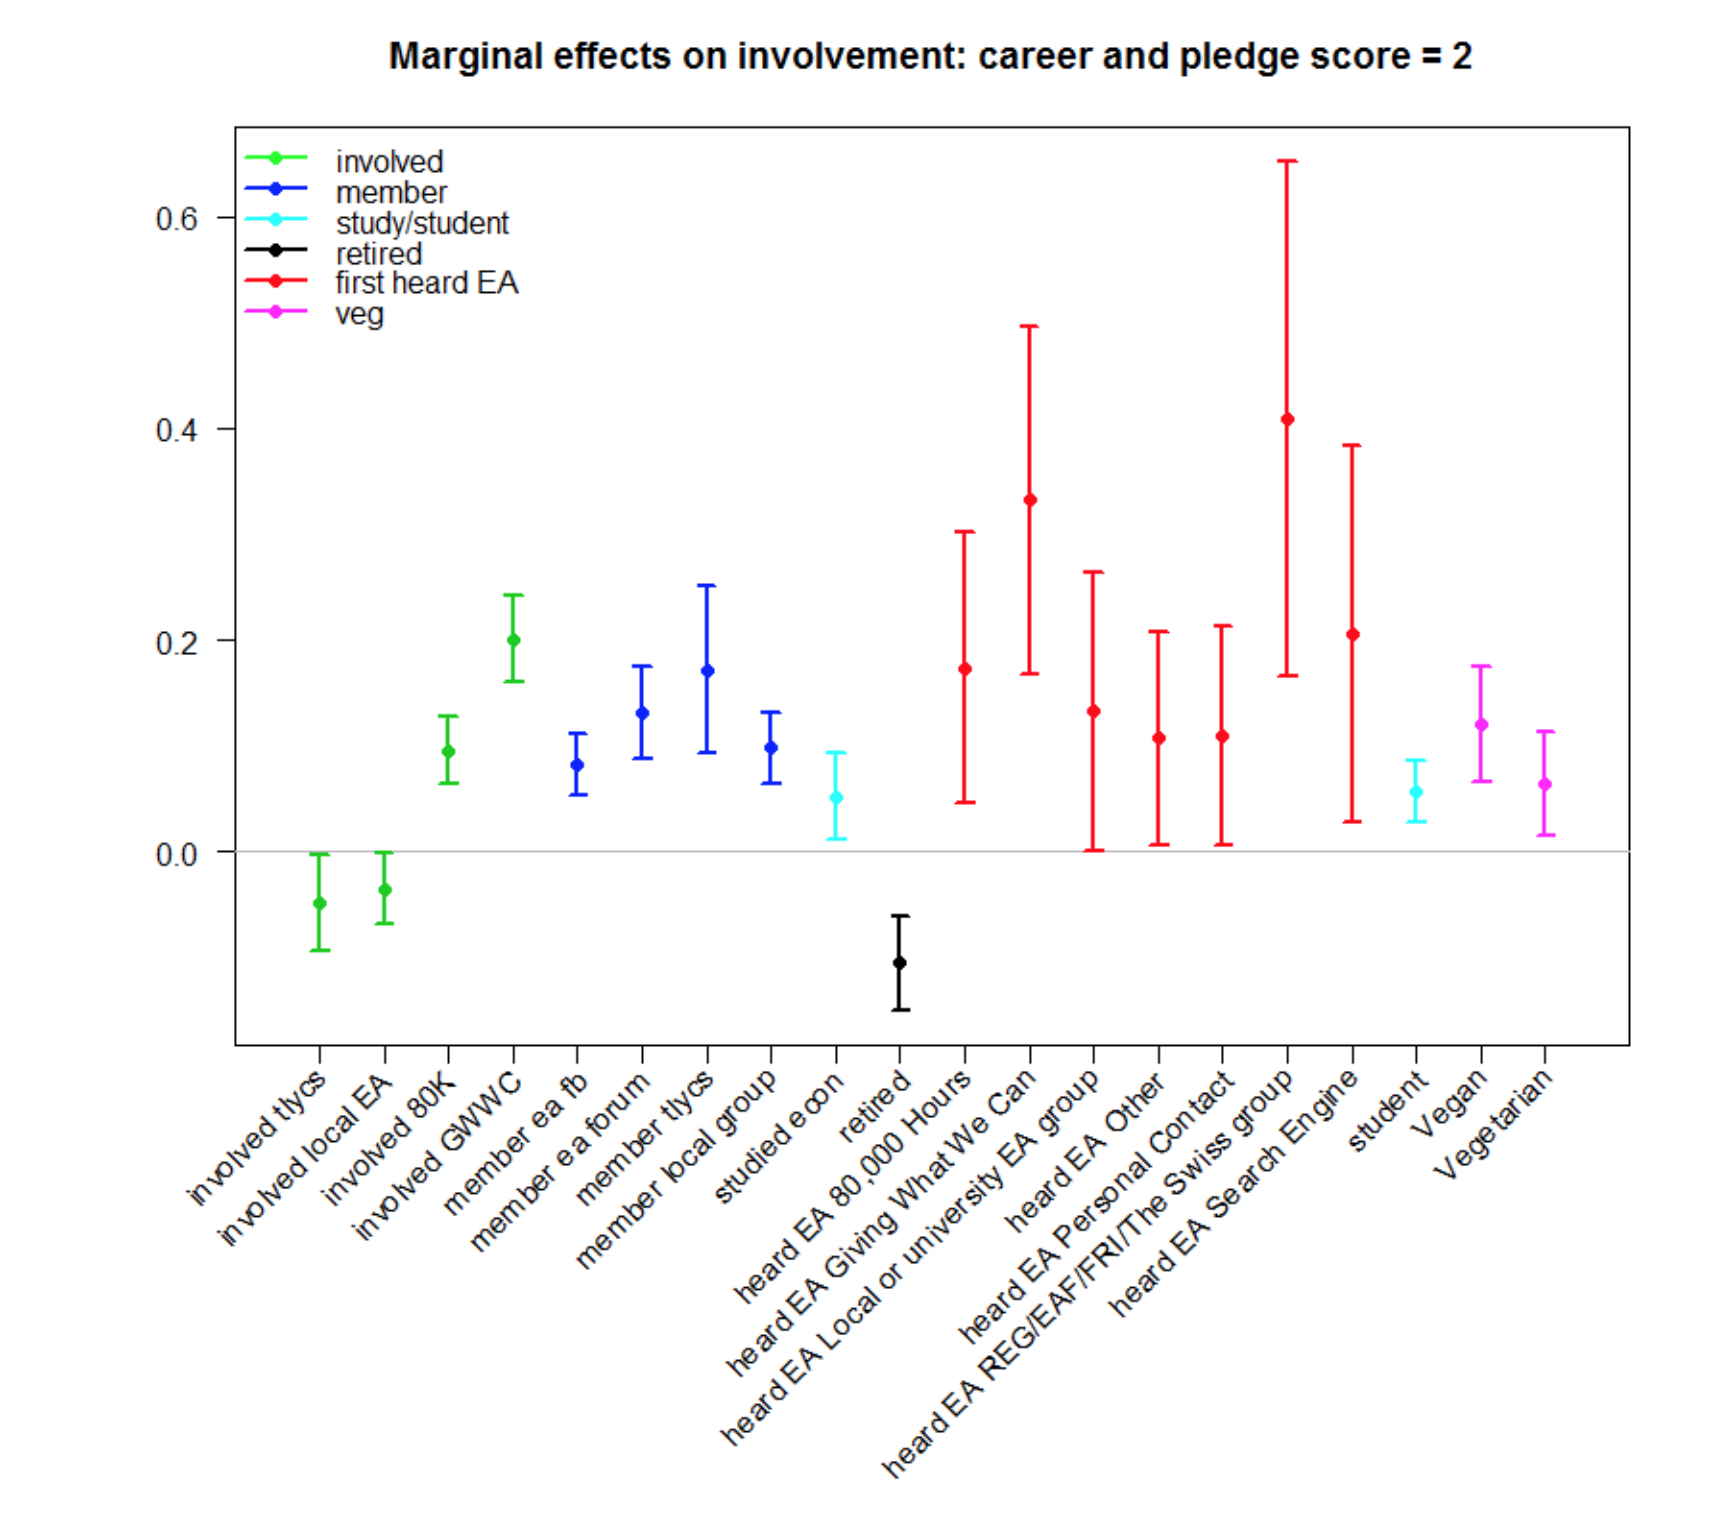 Marginal effects on involvement: career and pledge score = 2
involved
member
study/student
retired
first heard EA
veg
0.6
0.4
0.2
0.0
involved tlycs
involved local EA
involved 80K
involved GWWC
member ea fb
member ea forum
member tlycs
member local group
studied econ
retired
heard EA 80,000 Hours
heard EA Giving What We Can
heard EA Local or university EA group
heard EA Other
heard EA Personal Contact
heard EA REG/EAF/FRI/The Swiss group
heard EA Search Engine
student
Vegan
Vegetarian